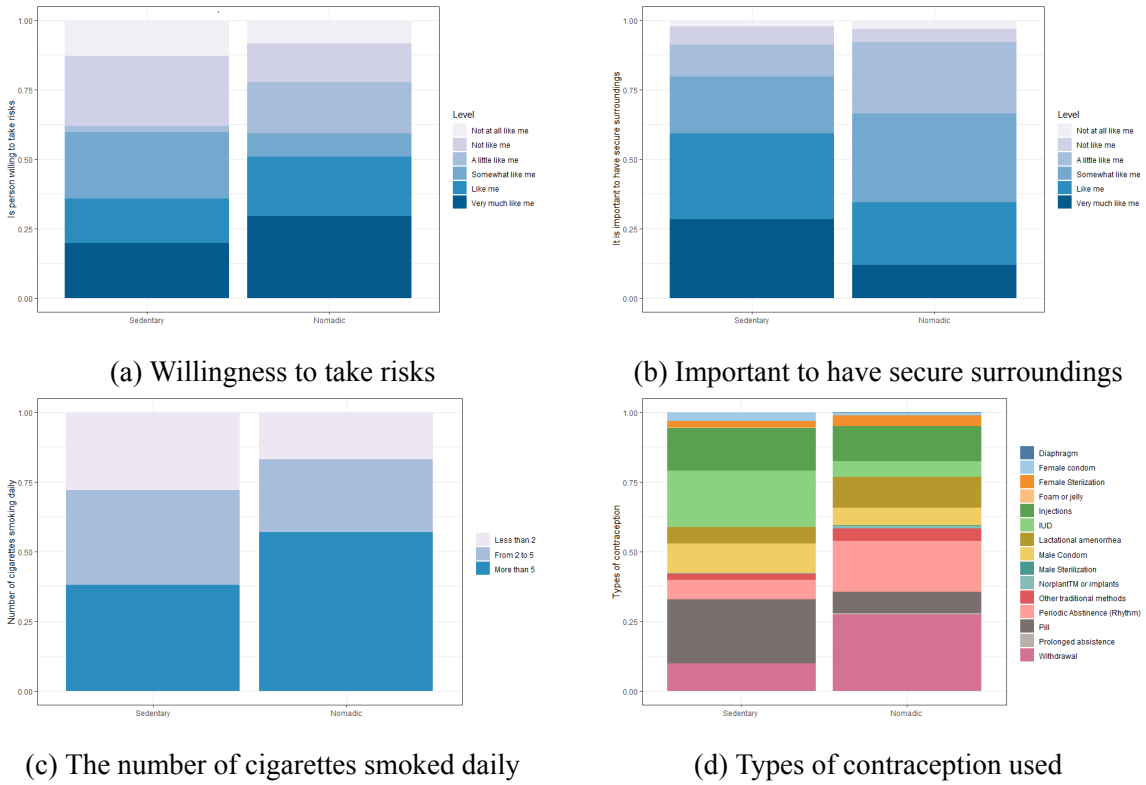 1.00
0.75
0.50
0.25
0.00
Is person willing to take risks
Sedentary
Nomadic
Level
Not at all like me
Not like me
A little like me
Somewhat like me
Like me
Very much like me
(a) Willingness to take risks
1.00
0.75
0.50
0.25
0.00
It is important to have secure surroundings
Sedentary
Nomadic
Level
Not at all like me
Not like me
A little like me
Somewhat like me
Like me
Very much like me
(b) Important to have secure surroundings
1.00
0.75
0.50
0.25
0.00
Number of cigarettes smoking daily
Sedentary
Nomadic
Less than 2
From 2 to 5
More than 5
(c) The number of cigarettes smoked daily
1.00
0.75
0.50
0.25
0.00
Types of contraception
Sedentary
Nomadic
Diaphragm
Female condom
Female Steriization
Foam or jelly
Injections
IUD
Lactational amenorrhea
Male Condom
Male Sterilization
NorplantTM or implants
Other traditional methods
Periodic Abstinence (Rhythm)
Pill
Prolonged absistence
Withdrawal
(d) Types of contraception used